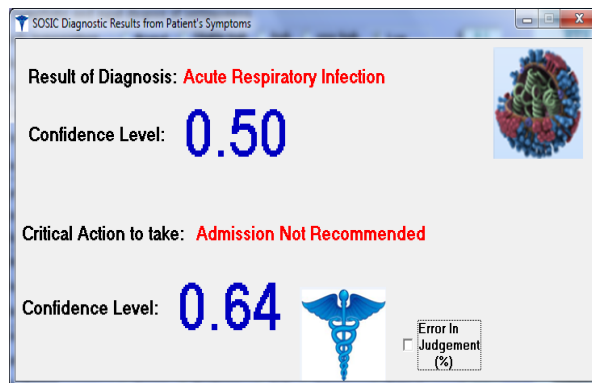 SOSIC Diagnostic Results from Patient's Symptoms
Result of Diagnosis: Acute Respiratory Infection
Confidence Level: 0.50
Critical Action to take: Admission Not Recommended
Confidence Level: 0.64
Error In
Judgement
(%)